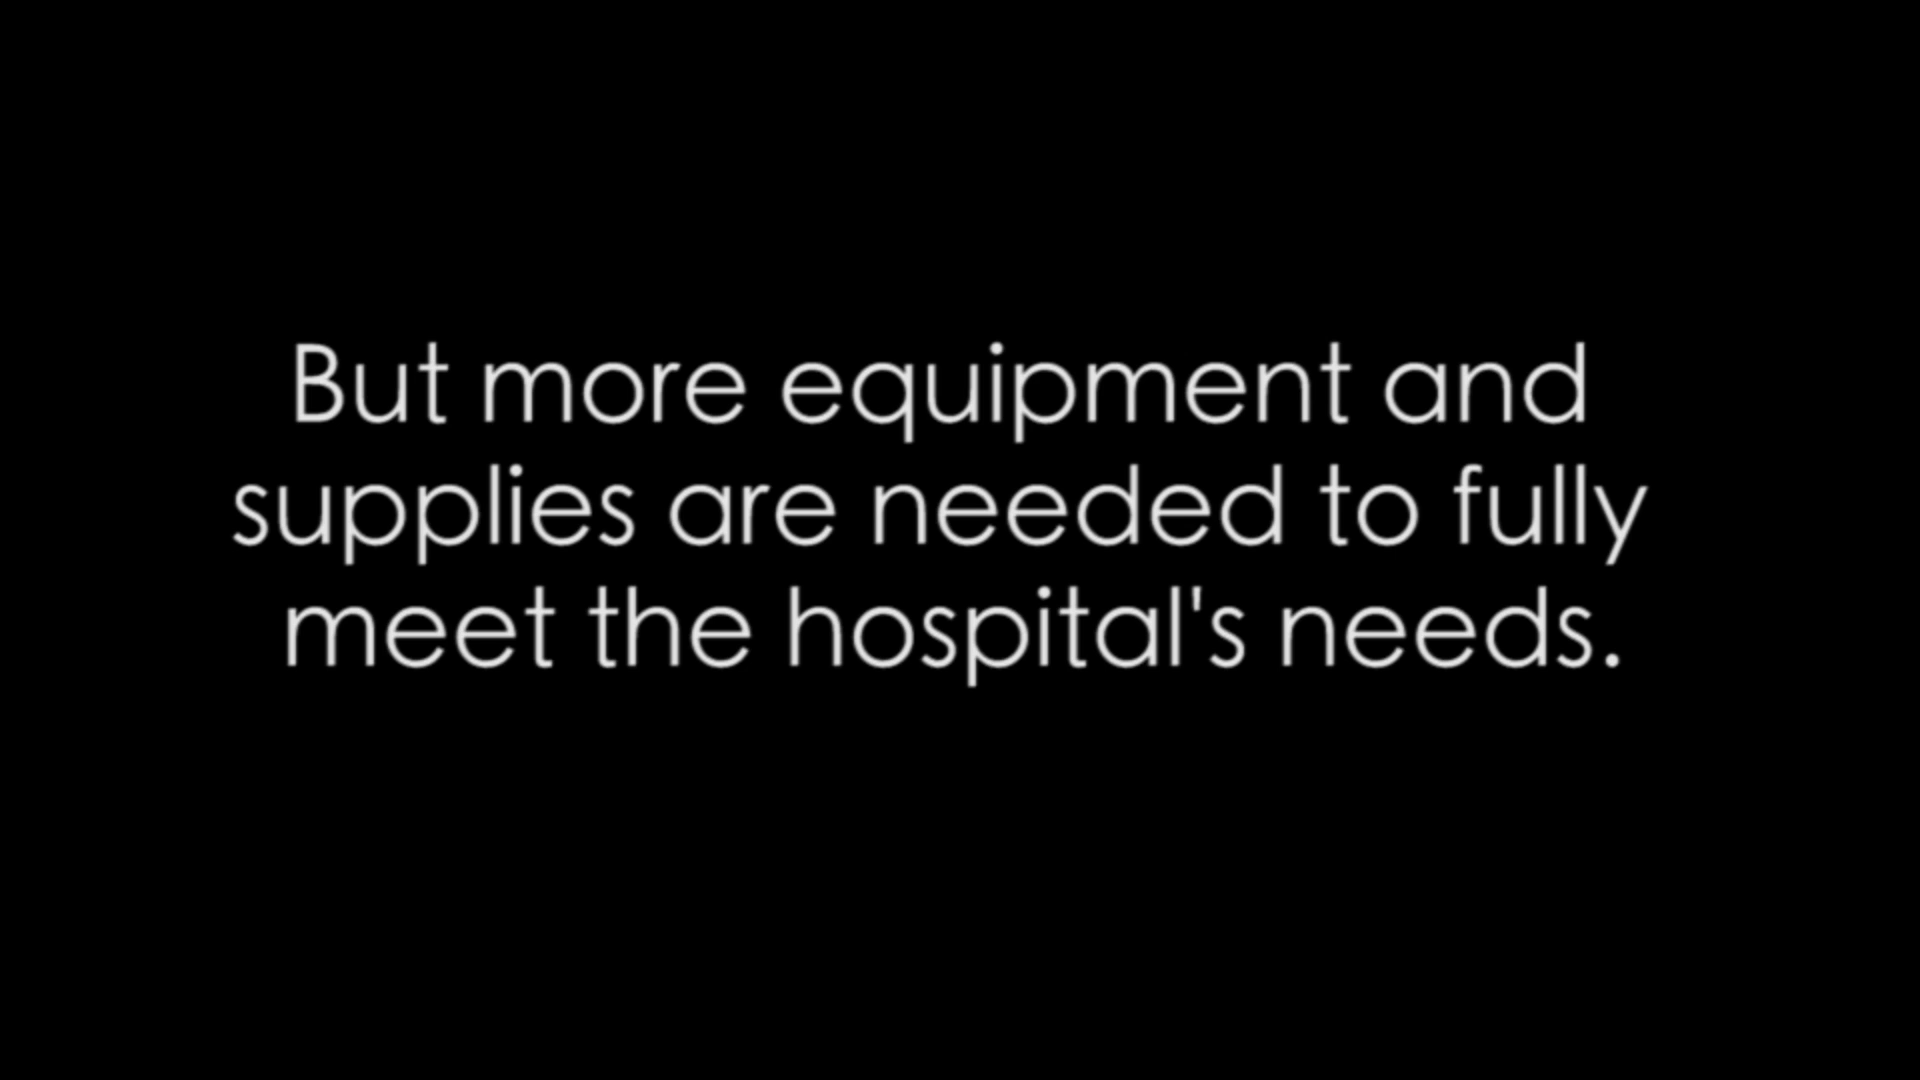 But more equipment and
supplies are needed to fully
meet the hospital's needs.